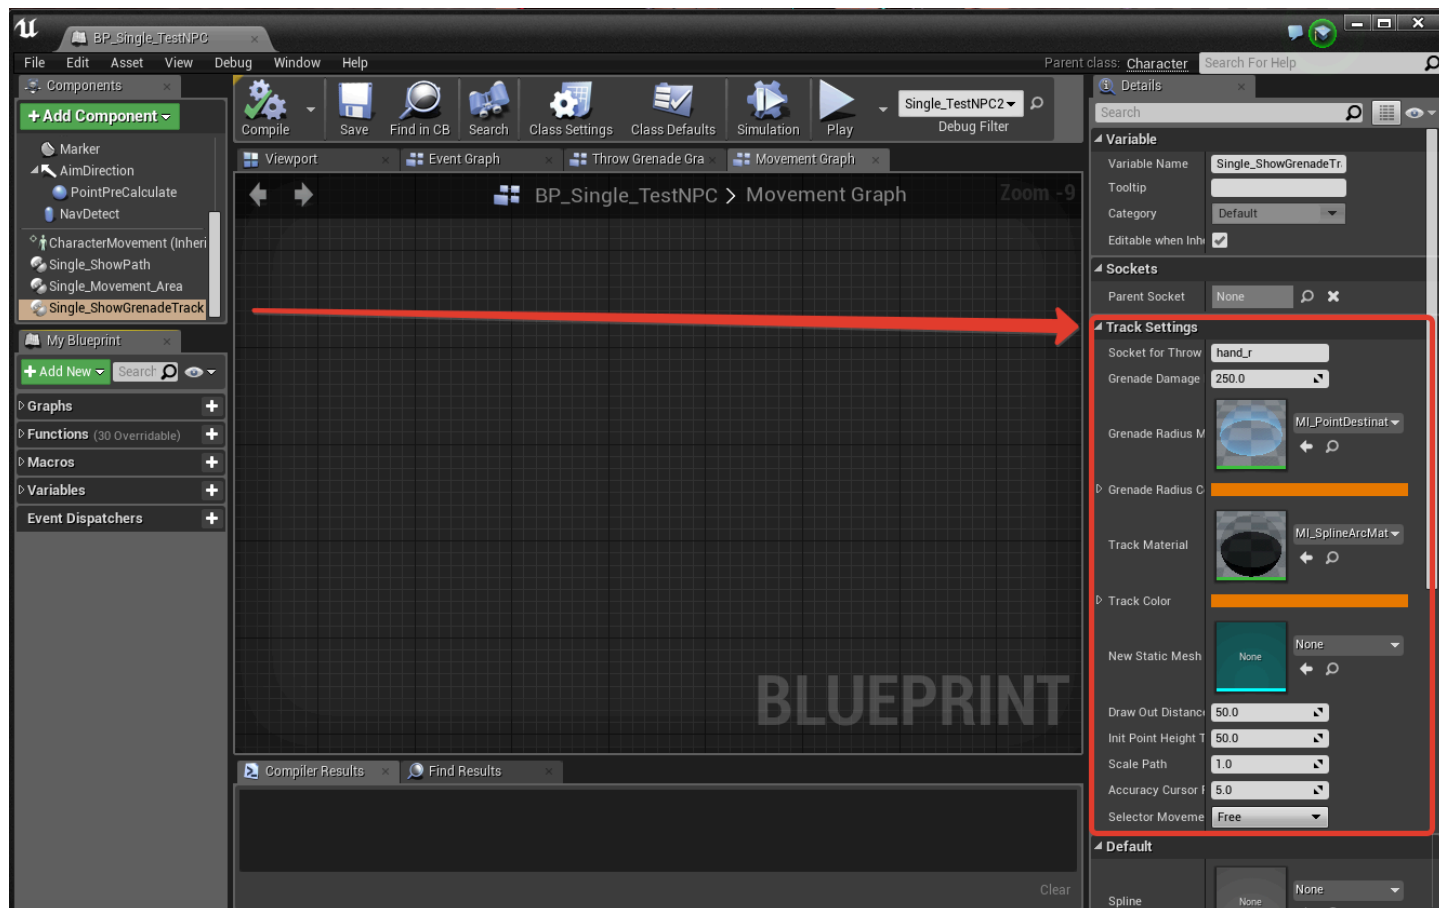 BP_Single_TestNPC
File Edit Asset View Debug Window Help
Parent class: Character
Search For Help
Components
+Add Component
Marker
AimDirection
PointPreCalculate
NavDetect
CharacterMovement (Inheri
Single_ShowPath
Single_Movement_Area
Single_ShowGrenadeTrack
My Blueprint
+Add New
Search
Graphs
Functions (30 Overridable)
Macros
Variables
Event Dispatchers
Compile Save Find in CB Search Class Settings Class Defaults Simulation Play
Single_TestNPC2
Debug Filter
Viewport Event Graph Throw Grenade Gra Movement Graph
BP_Single_TestNPC > Movement Graph
Zoom -9
BLUEPRINT
Compiler Results Find Results
Clear
Details
Search
Variable
Variable Name Single_ShowGrenadeTr
Tooltip
Category Default
Editable when Inh
Sockets
Parent Socket None
Track Settings
Socket for Throw hand_r
Grenade Damage 250.0
Grenade Radius M MI_PointDestinat
Grenade Radius C
Track Material MI_SplineArcMat
Track Color
New Static Mesh None None
Draw Out Distanc 50.0
Init Point Height T 50.0
Scale Path 1.0
Accuracy Cursor 5.0
Selector Moveme Free
Default
Spline None None